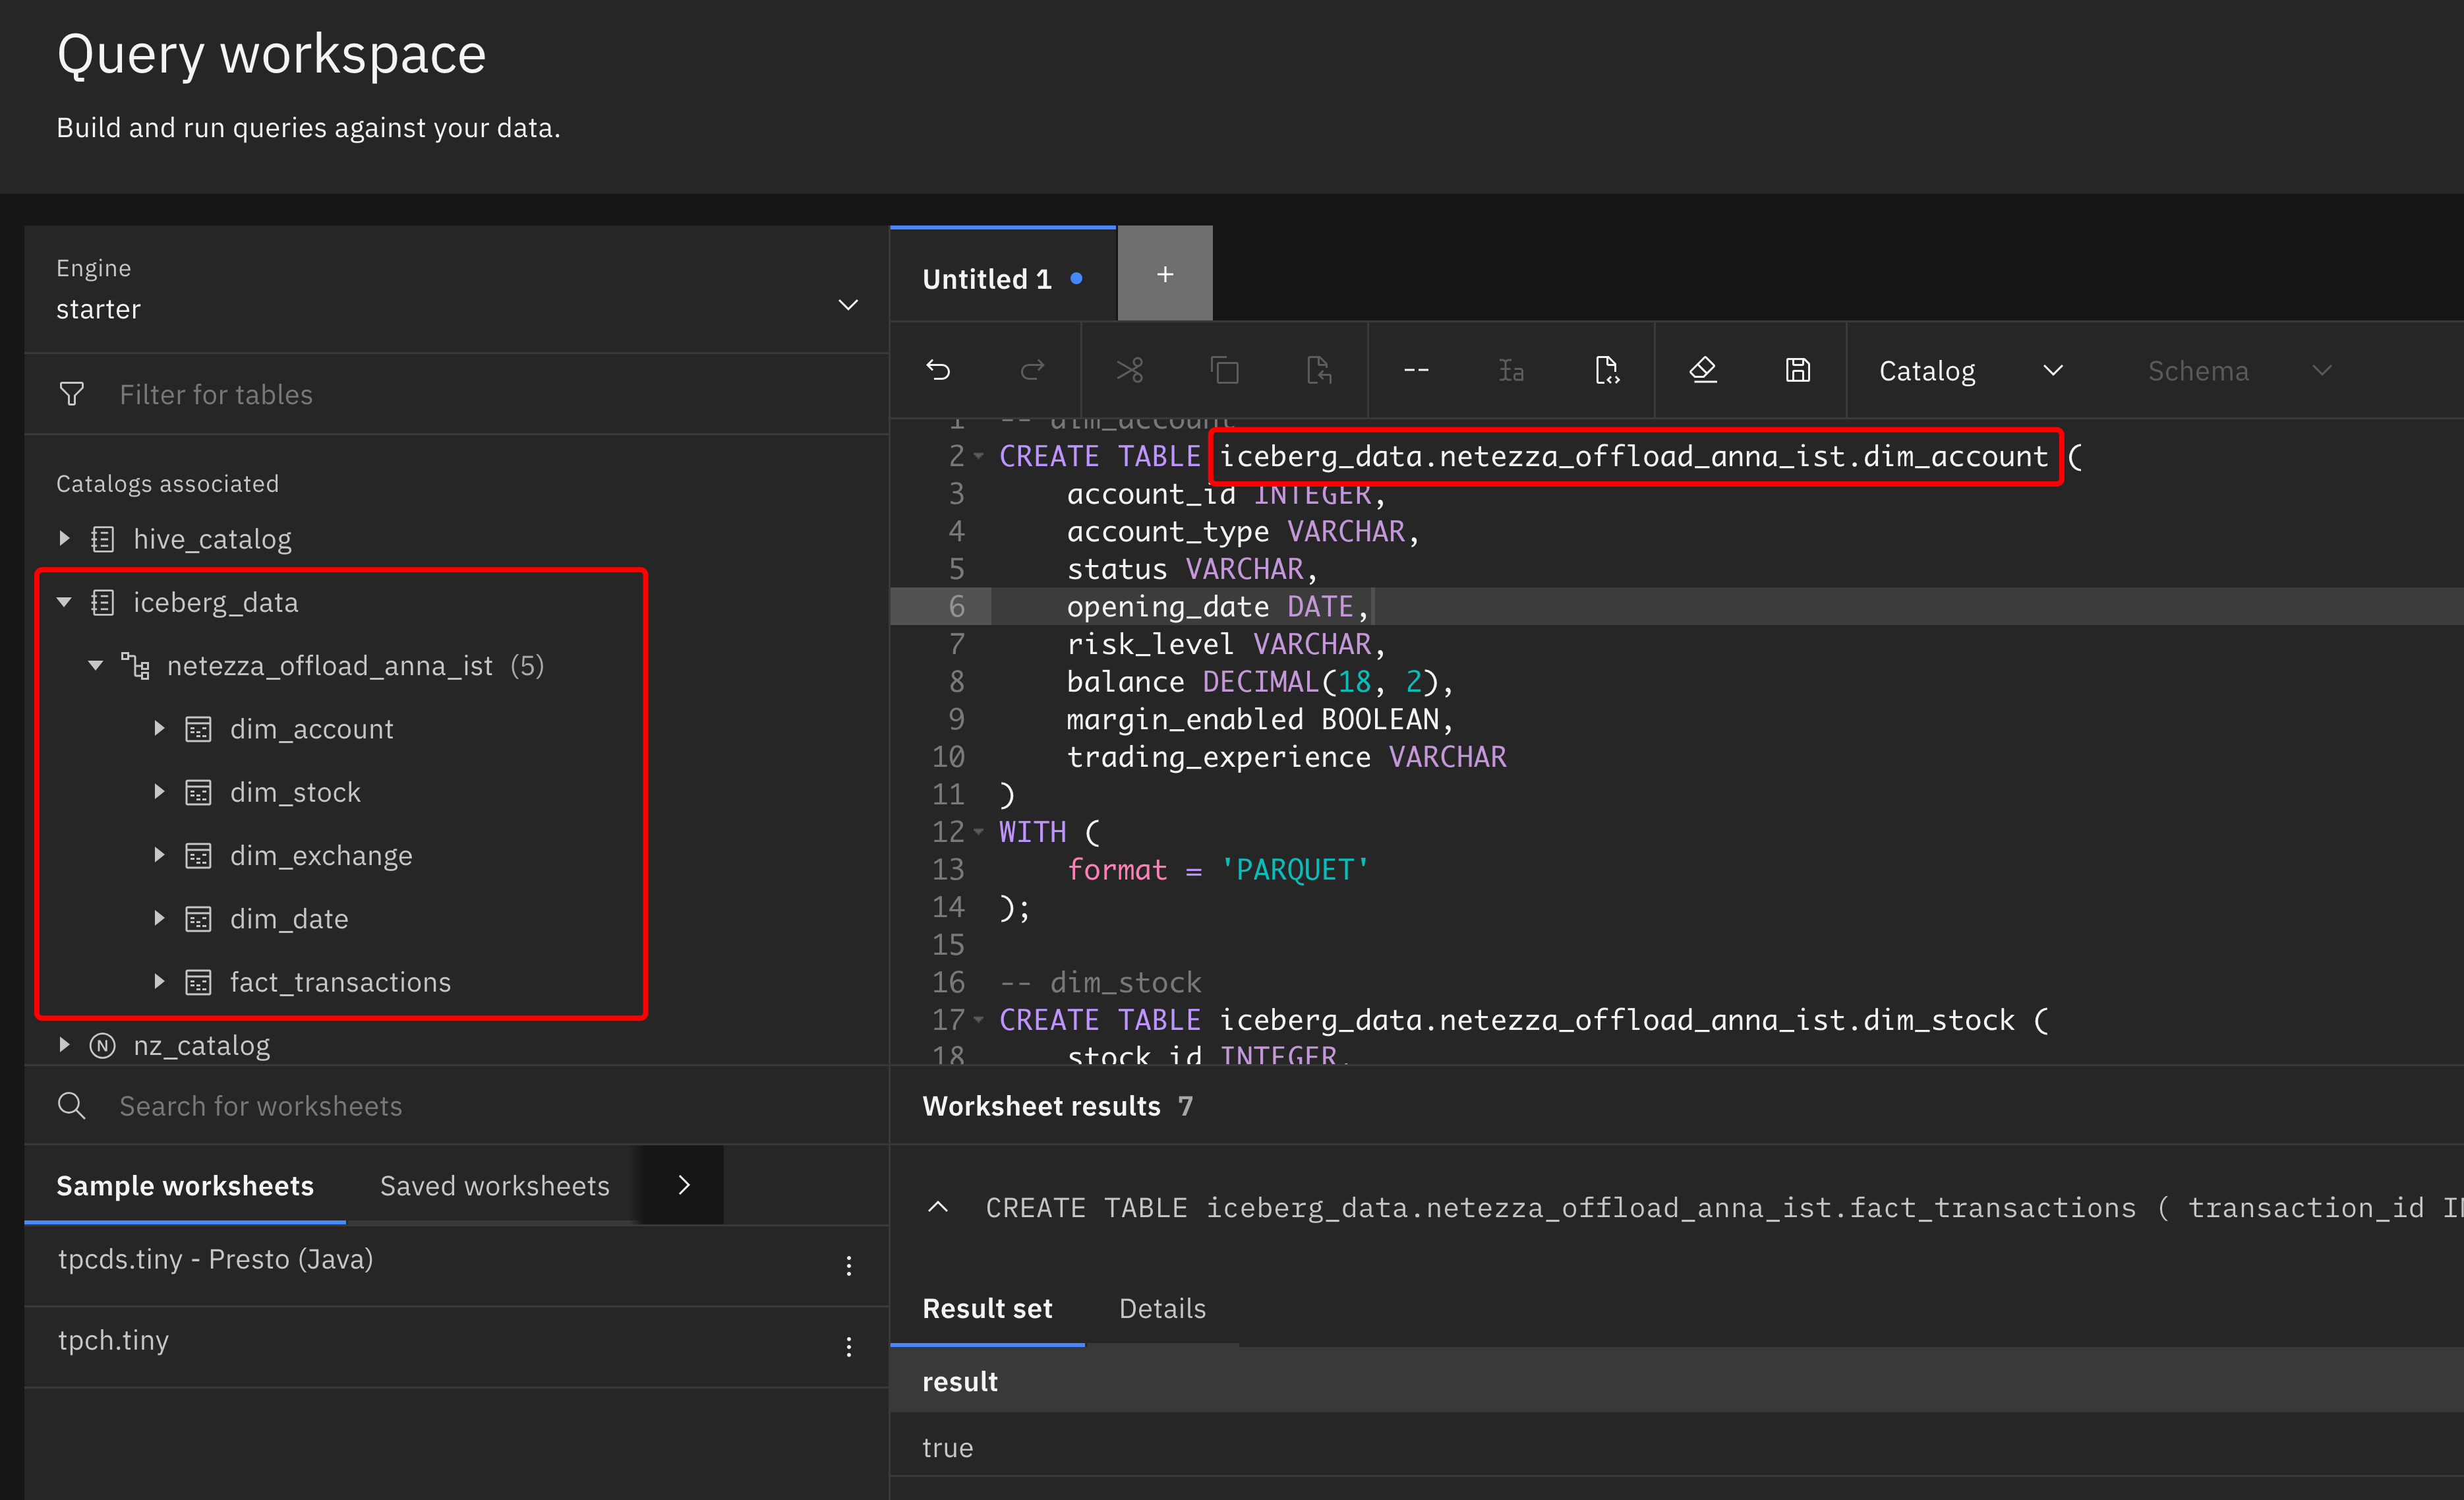 Query workspace
Build and run queries against your data.
Engine
starter
Filter for tables
Catalogs associated
hive_catalog
iceberg_data
netezza_offload_anna_ist (5)
dim_account
dim_stock
dim_exchange
dim_date
fact_transactions
nz_catalog
Search for worksheets
Sample worksheets Saved worksheets
tpcds.tiny - Presto (Java)
tpch.tiny
Untitled 1 +
-- Catalog Schema
1 -- dim_account
2 CREATE TABLE iceberg_data.netezza_offload_anna_ist.dim_account (
3 account_id INTEGER,
4 account_type VARCHAR,
5 status VARCHAR,
6 opening_date DATE,
7 risk_level VARCHAR,
8 balance DECIMAL(18, 2),
9 margin_enabled BOOLEAN,
10 trading_experience VARCHAR
11 )
12 WITH (
13 format = 'PARQUET'
14 );
15
16 -- dim_stock
17 CREATE TABLE iceberg_data.netezza_offload_anna_ist.dim_stock (
18 stock_id INTEGER,
Worksheet results 7
CREATE TABLE iceberg_data.netezza_offload_anna_ist.fact_transactions ( transaction_id
Result set Details
result
true